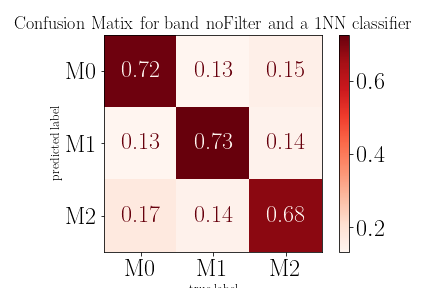 Confusion Matix for band noFilter and a 1NN classifier
M0 0.72 0.13 0.15
M1 0.13 0.73 0.14
M2 0.17 0.14 0.68
M0 M1 M2
predicted label
true label
0.6
0.4
0.2